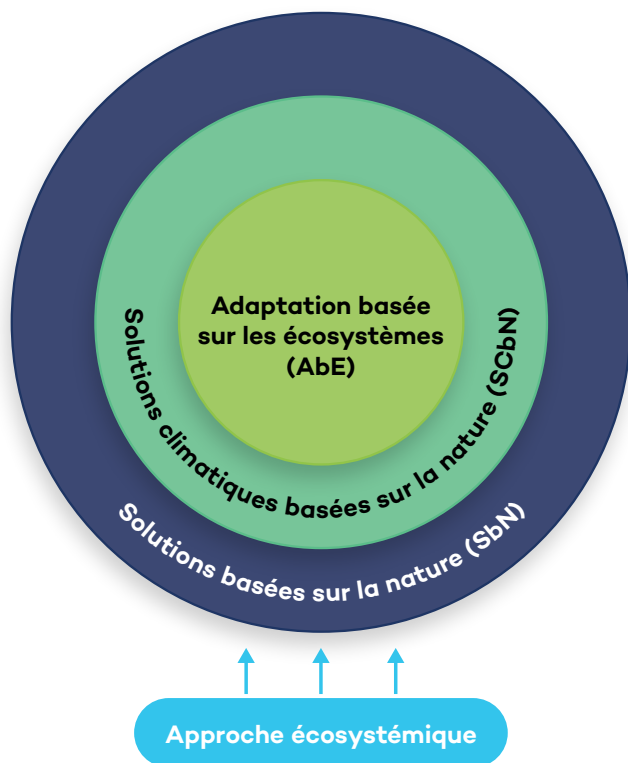 Adaptation basée
sur les écosystèmes
(AbE)
Solutions climatiques basées sur la nature (SCbN)
Solutions basées sur la nature (SbN)
Approche écosystémique